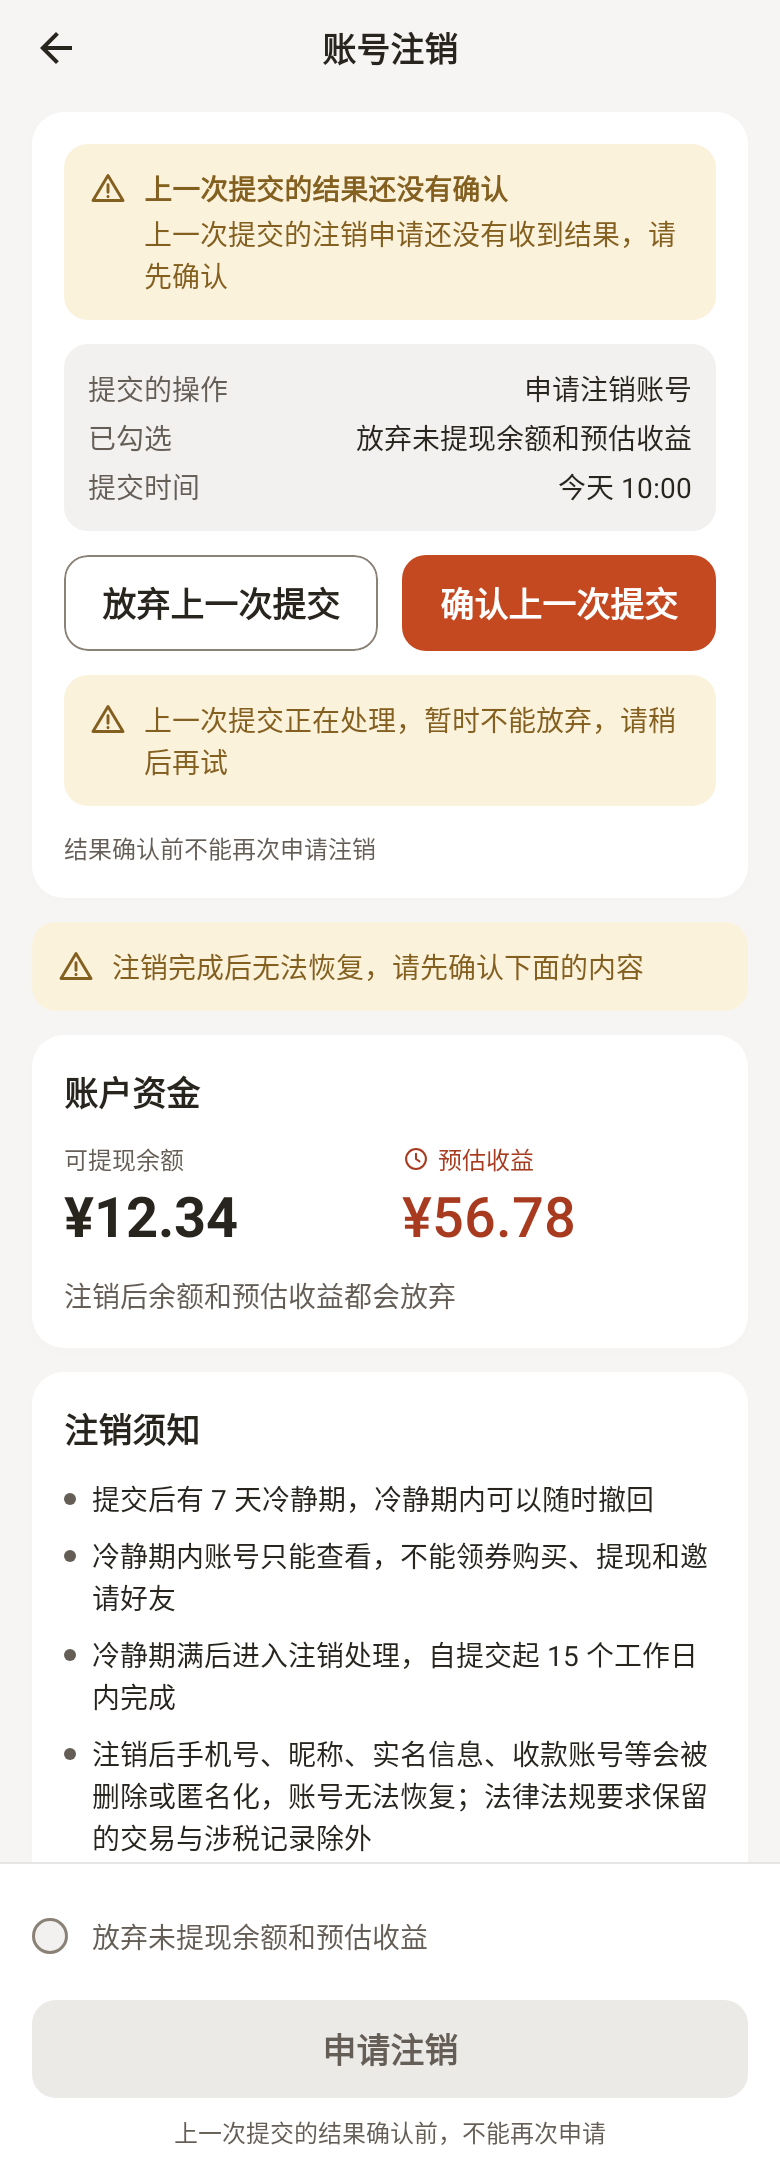 账号注销
上一次提交的结果还没有确认
上一次提交的注销申请还没有收到结果，请
先确认
提交的操作 申请注销账号
已勾选 放弃未提现余额和预估收益
提交时间 今天 10:00
放弃上一次提交 确认上一次提交
上一次提交正在处理，暂时不能放弃，请稍
后再试
结果确认前不能再次申请注销
注销完成后无法恢复，请先确认下面的内容
账户资金
可提现余额 预估收益
¥12.34 ¥56.78
注销后余额和预估收益都会放弃
注销须知
提交后有 7 天冷静期，冷静期内可以随时撤回
冷静期内账号只能查看，不能领券购买、提现和邀
请好友
冷静期满后进入注销处理，自提交起 15 个工作日
内完成
注销后手机号、昵称、实名信息、收款账号等会被
删除或匿名化，账号无法恢复；法律法规要求保留
的交易与涉税记录除外
放弃未提现余额和预估收益
申请注销
上一次提交的结果确认前，不能再次申请